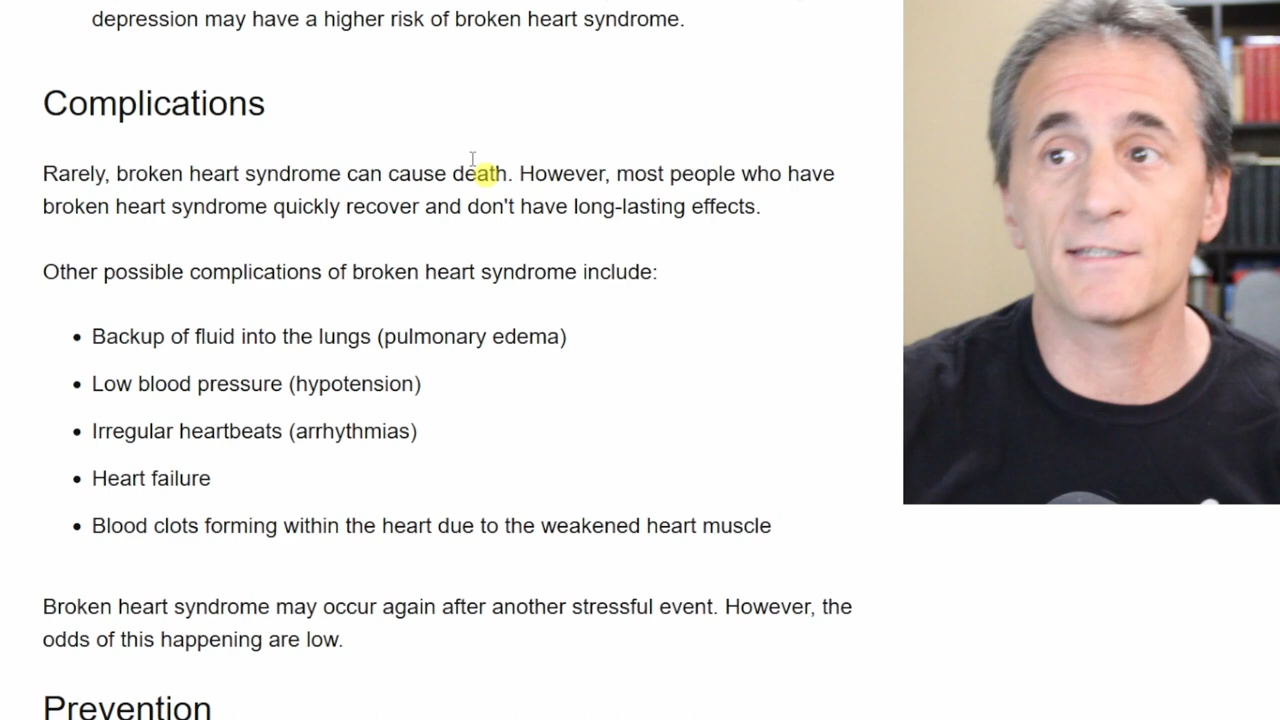 depression may have a higher risk of broken heart syndrome.
Complications
Rarely, broken heart syndrome can cause death. However, most people who have
broken heart syndrome quickly recover and don't have long-lasting effects.
Other possible complications of broken heart syndrome include:
• Backup of fluid into the lungs (pulmonary edema)
• Low blood pressure (hypotension)
• Irregular heartbeats (arrhythmias)
• Heart failure
• Blood clots forming within the heart due to the weakened heart muscle
Broken heart syndrome may occur again after another stressful event. However, the
odds of this happening are low.
Prevention